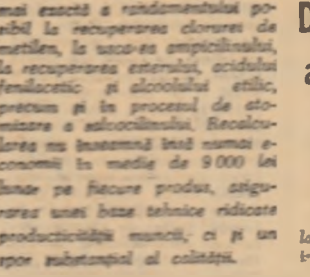 mai exactă a randamentului po-
sibil la recuperarea clorurei de
metilen, la uscarea ampicilinului,
la recuperarea esterului, acidului
fenilacetic și alcoolului etilic,
precum și în procesul de ato-
mizare a
larea nu înseamnă însă numai e-
conomii în medie de 9 000 lei
lunar pe fiecare produs, asigu-
rarea unei baze tehnice ridicate
productivității muncii, ci și un
spor substanțial al calității.